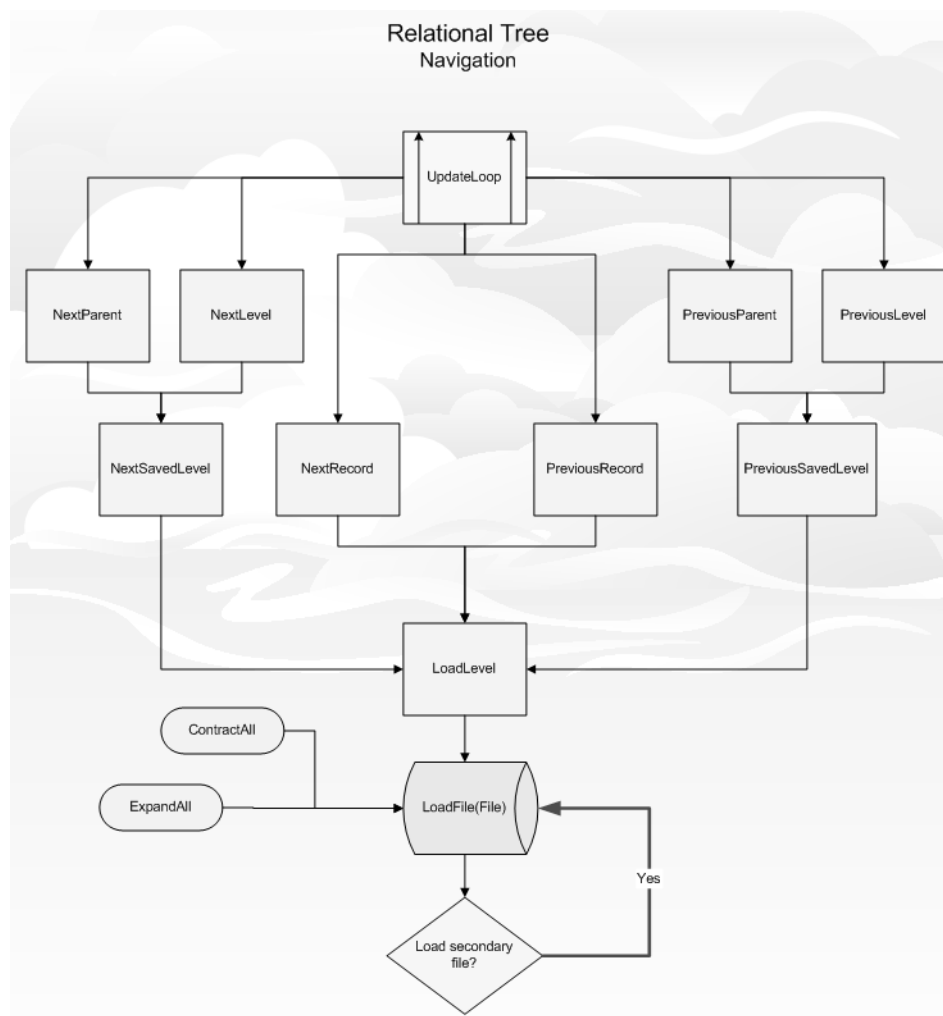 Relational Tree
Navigation
UpdateLoop
NextParent
NextLevel
PreviousParent
PreviousLevel
NextSavedLevel
NextRecord
PreviousRecord
PreviousSavedLevel
LoadLevel
ContractAll
ExpandAll
LoadFile(File)
Yes
Load secondary
file?